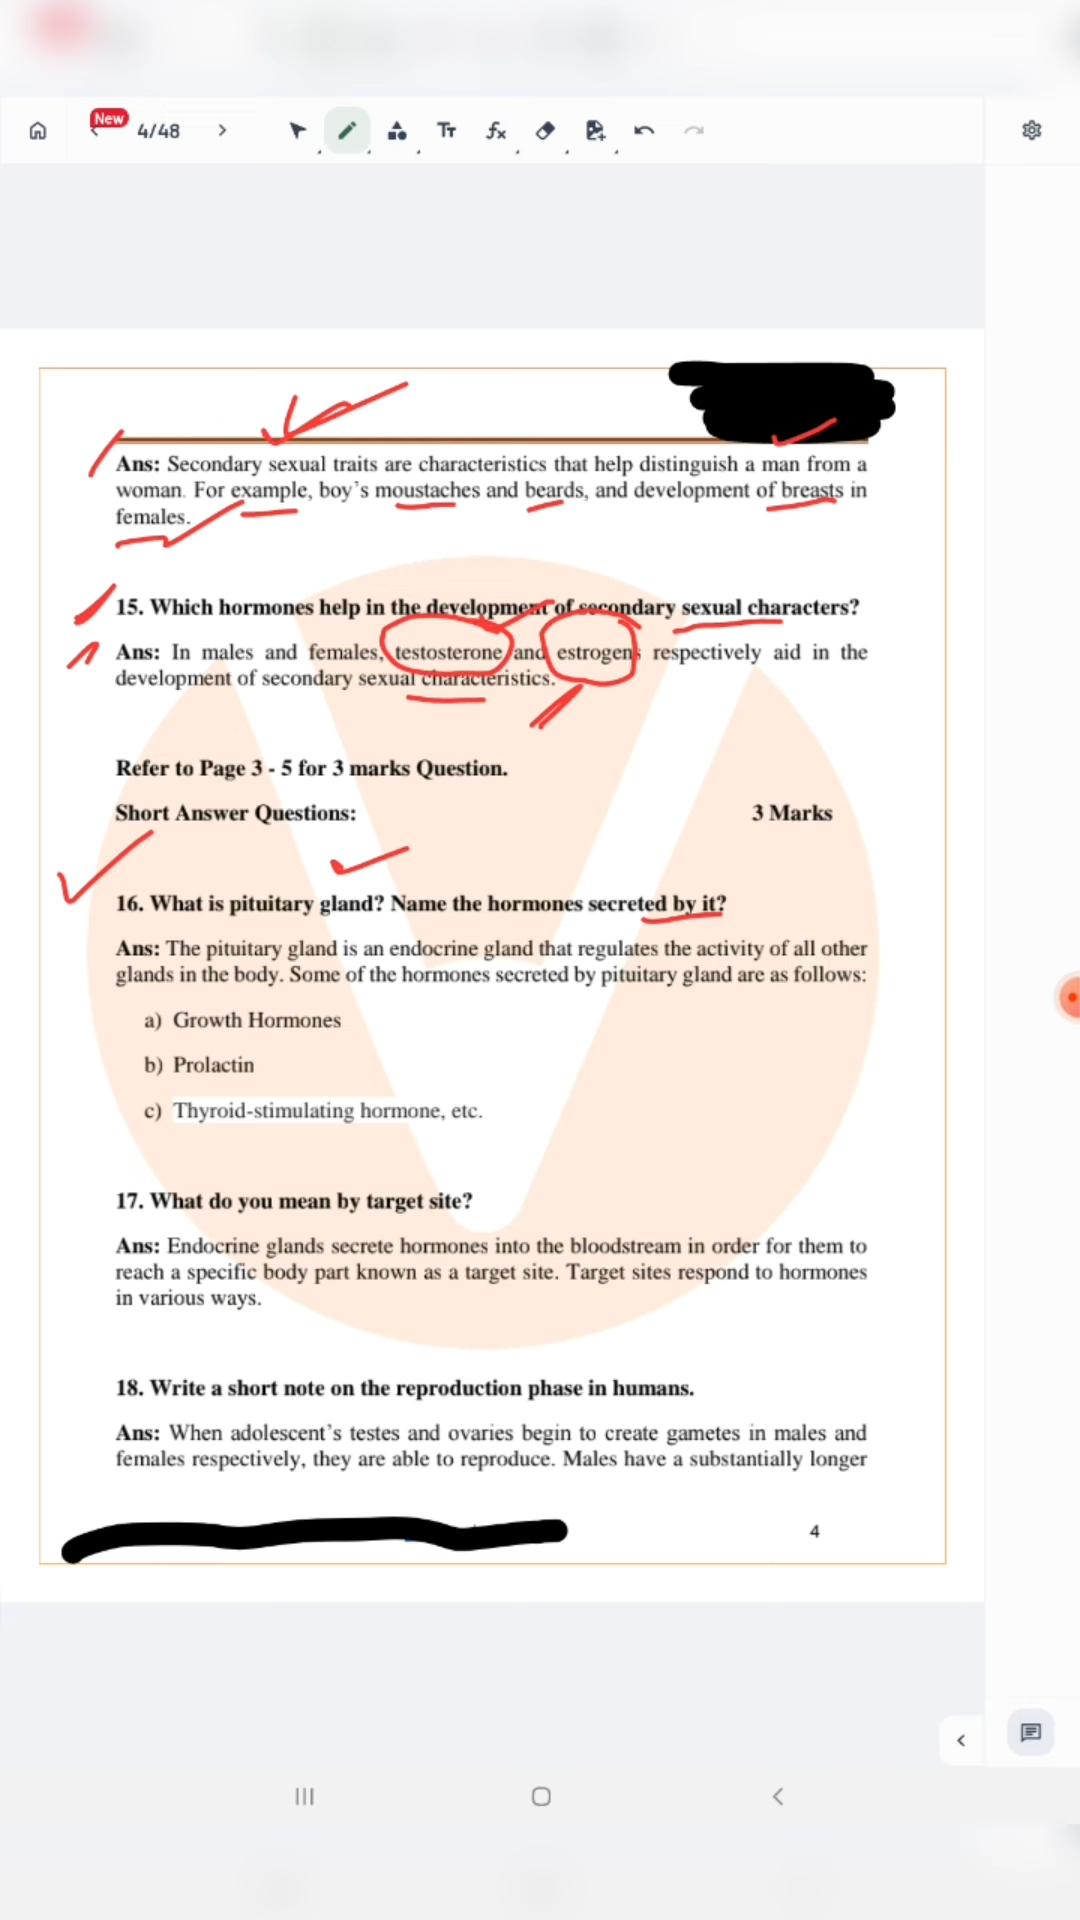 New
4/48
Ans: Secondary sexual traits are characteristics that help distinguish a man from a
woman. For example, boy's moustaches and beards, and development of breasts in
females.
15. Which hormones help in the development of secondary sexual characters?
Ans: In males and females, testosterone and estrogens respectively aid in the
development of secondary sexual characteristics.
Refer to Page 3 - 5 for 3 marks Question.
Short Answer Questions: 3 Marks
16. What is pituitary gland? Name the hormones secreted by it?
Ans: The pituitary gland is an endocrine gland that regulates the activity of all other
glands in the body. Some of the hormones secreted by pituitary gland are as follows:
a) Growth Hormones
b) Prolactin
c) Thyroid-stimulating hormone, etc.
17. What do you mean by target site?
Ans: Endocrine glands secrete hormones into the bloodstream in order for them to
reach a specific body part known as a target site. Target sites respond to hormones
in various ways.
18. Write a short note on the reproduction phase in humans.
Ans: When adolescent's testes and ovaries begin to create gametes in males and
females respectively, they are able to reproduce. Males have a substantially longer
4